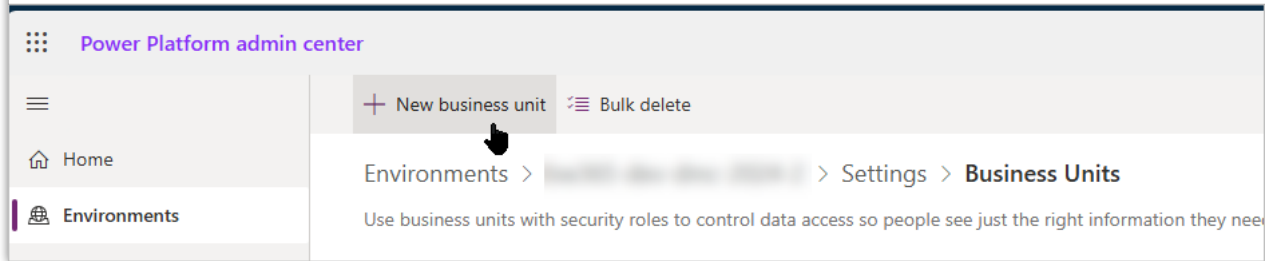 Power Platform admin center
New business unit Bulk delete
Home
Environments > > Settings > Business Units
Environments
Use business units with security roles to control data access so people see just the right information they